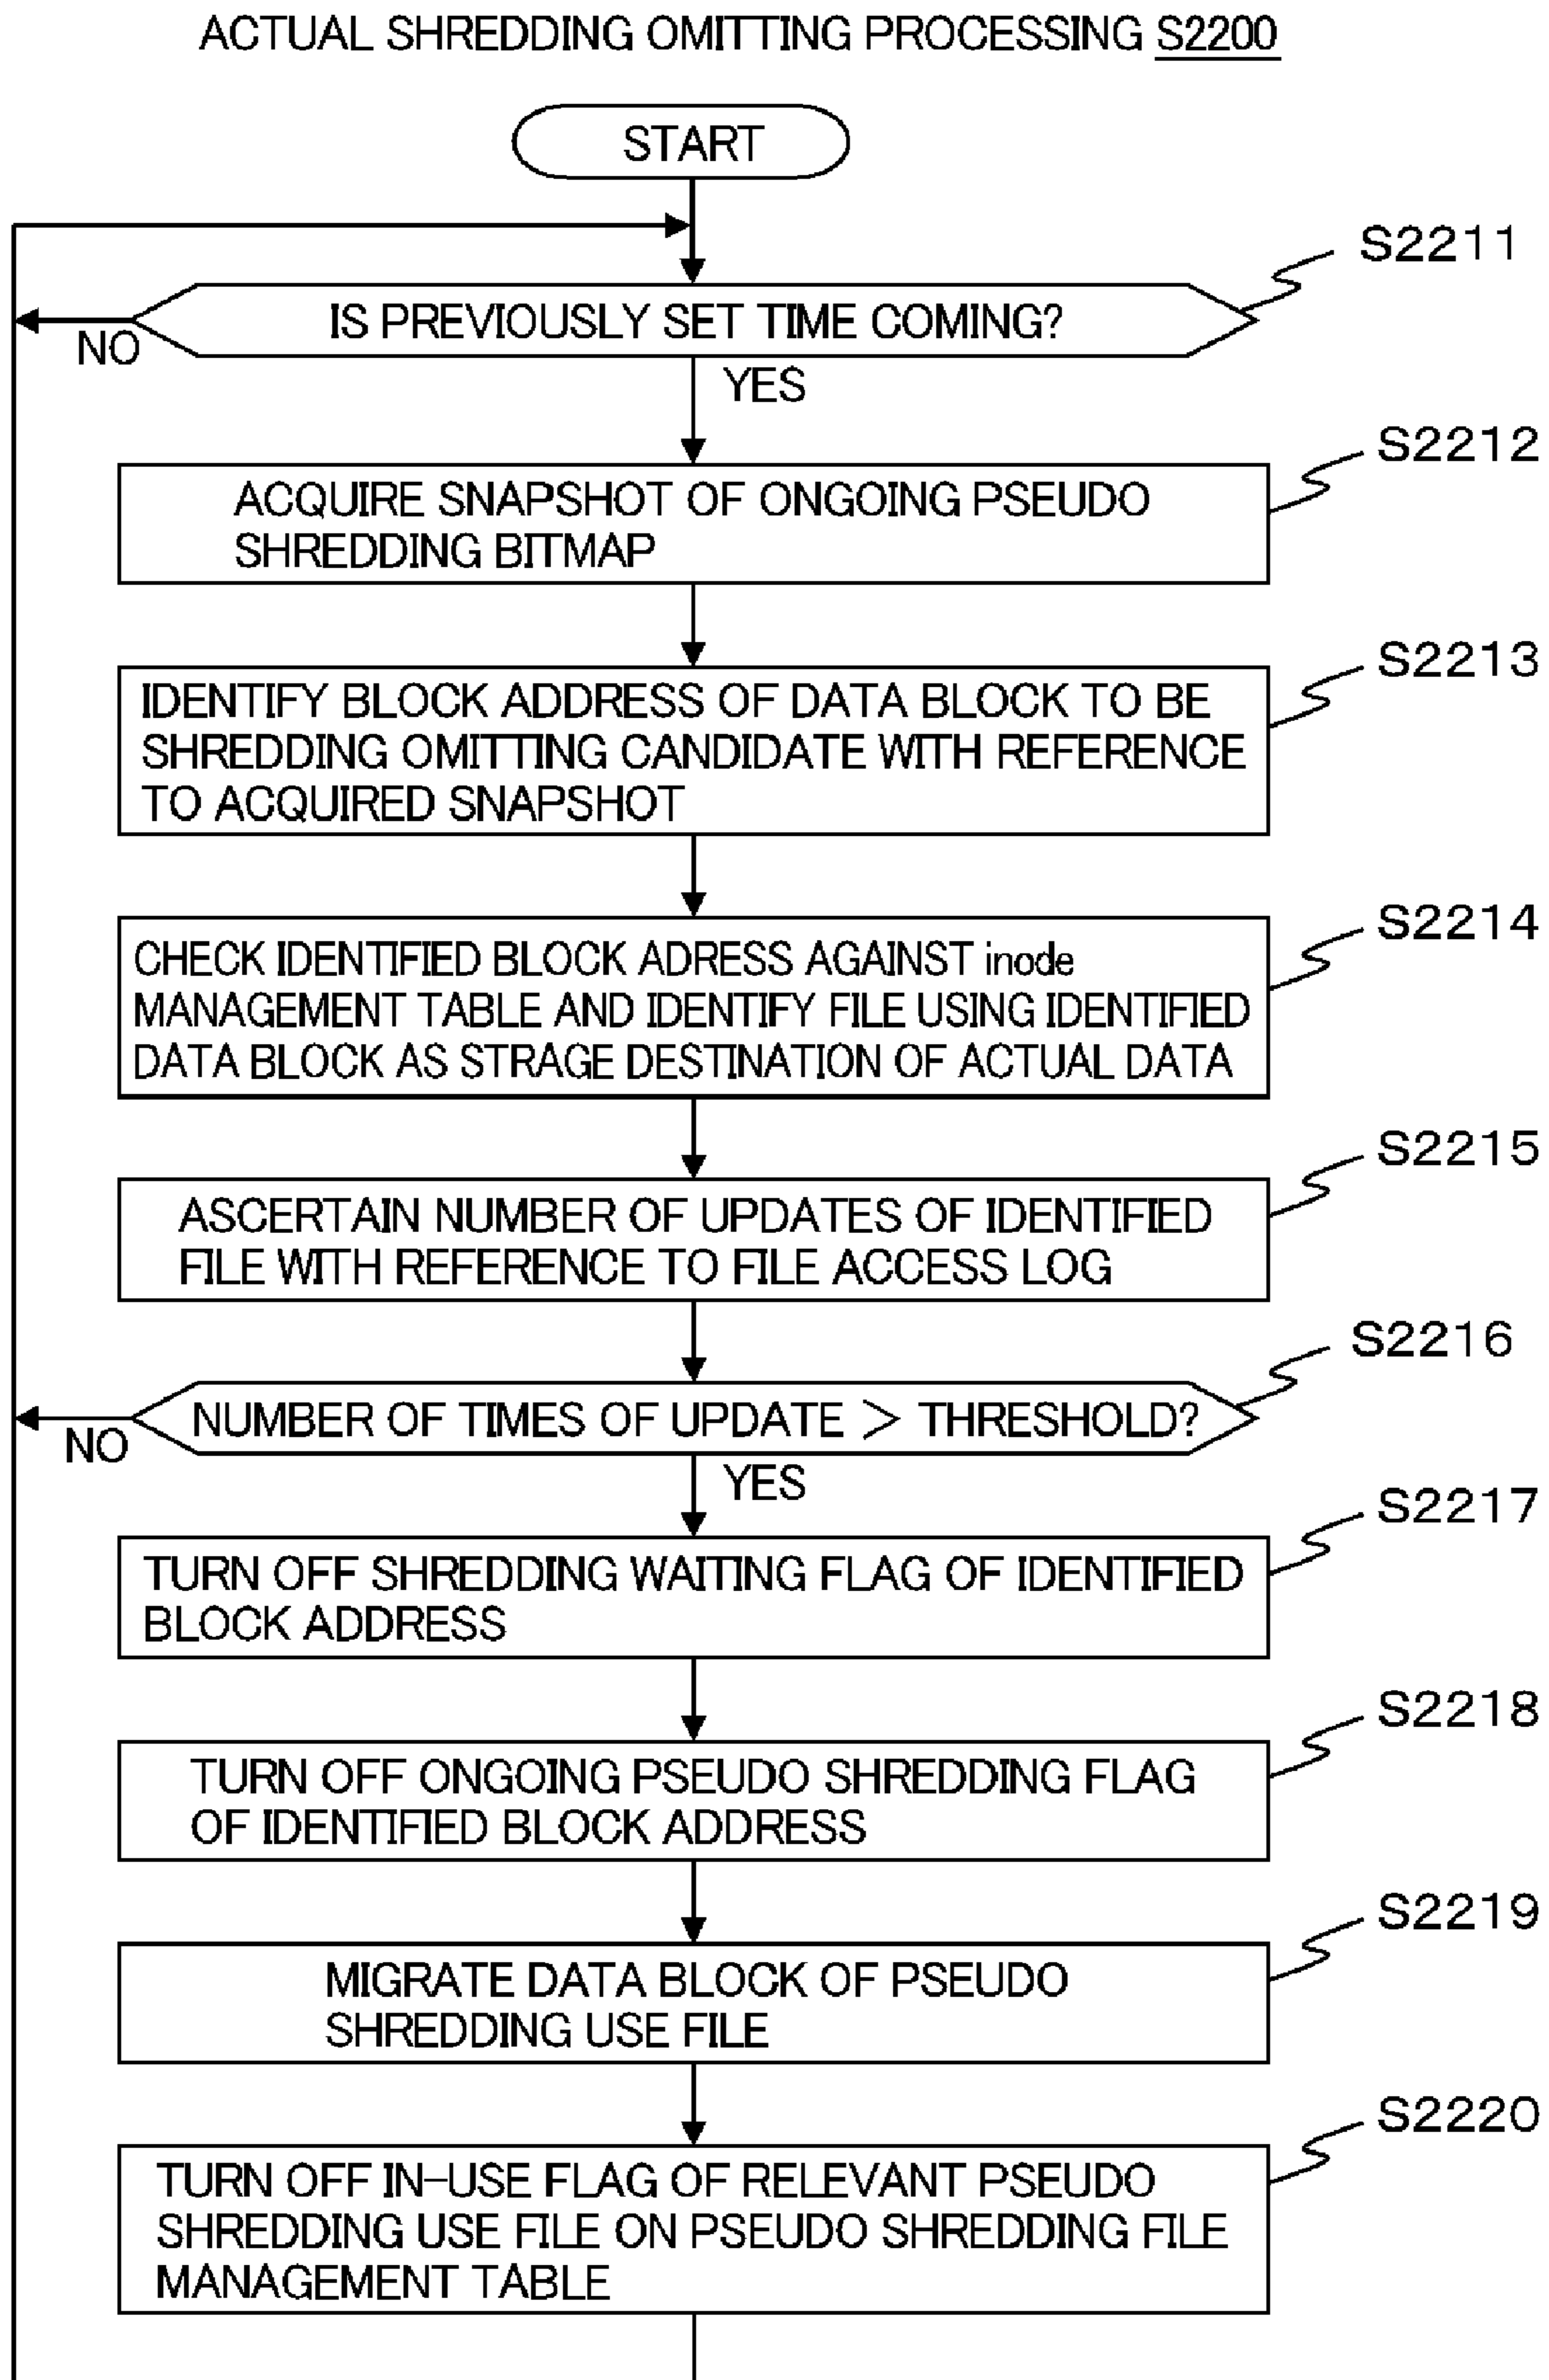 ACTUAL SHREDDING OMITTING PROCESSING S2200
START
S2211
IS PREVIOUSLY SET TIME COMING?
NO
YES
S2212
ACQUIRE SNAPSHOT OF ONGOING PSEUDO
SHREDDING BITMAP
S2213
IDENTIFY BLOCK ADDRESS OF DATA BLOCK TO BE
SHREDDING OMITTING CANDIDATE WITH REFERENCE
TO ACQUIRED SNAPSHOT
S2214
CHECK IDENTIFIED BLOCK ADRESS AGAINST inode
MANAGEMENT TABLE AND IDENTIFY FILE USING IDENTIFIED
DATA BLOCK AS STRAGE DESTINATION OF ACTUAL DATA
S2215
ASCERTAIN NUMBER OF UPDATES OF IDENTIFIED
FILE WITH REFERENCE TO FILE ACCESS LOG
S2216
NUMBER OF TIMES OF UPDATE > THRESHOLD?
NO
YES
S2217
TURN OFF SHREDDING WAITING FLAG OF IDENTIFIED
BLOCK ADDRESS
S2218
TURN OFF ONGOING PSEUDO SHREDDING FLAG
OF IDENTIFIED BLOCK ADDRESS
S2219
MIGRATE DATA BLOCK OF PSEUDO
SHREDDING USE FILE
S2220
TURN OFF IN-USE FLAG OF RELEVANT PSEUDO
SHREDDING USE FILE ON PSEUDO SHREDDING FILE
MANAGEMENT TABLE